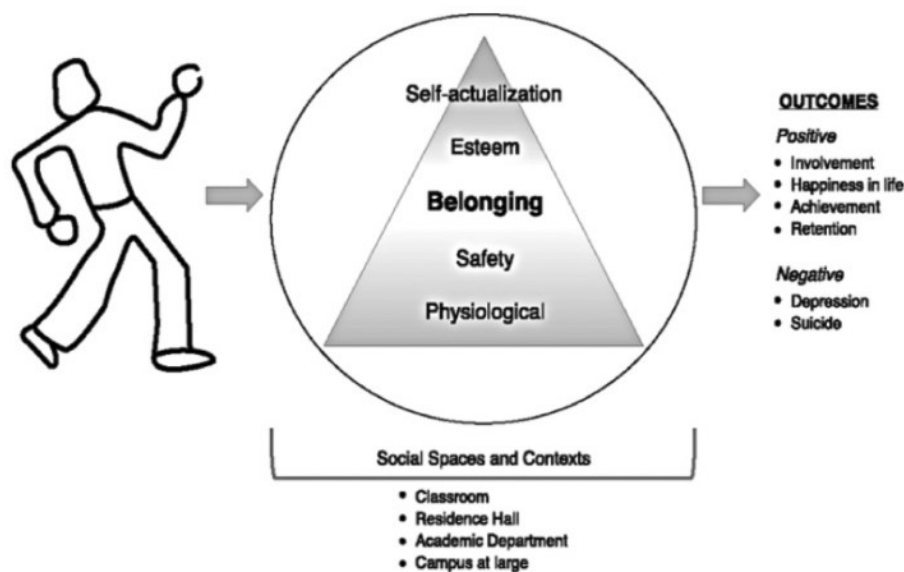 Self-actualization
Esteem
Belonging
Safety
Physiological
OUTCOMES
Positive
• Involvement
• Happiness in life
• Achievement
• Retention
Negative
• Depression
• Suicide
Social Spaces and Contexts
• Classroom
• Residence Hall
• Academic Department
• Campus at large